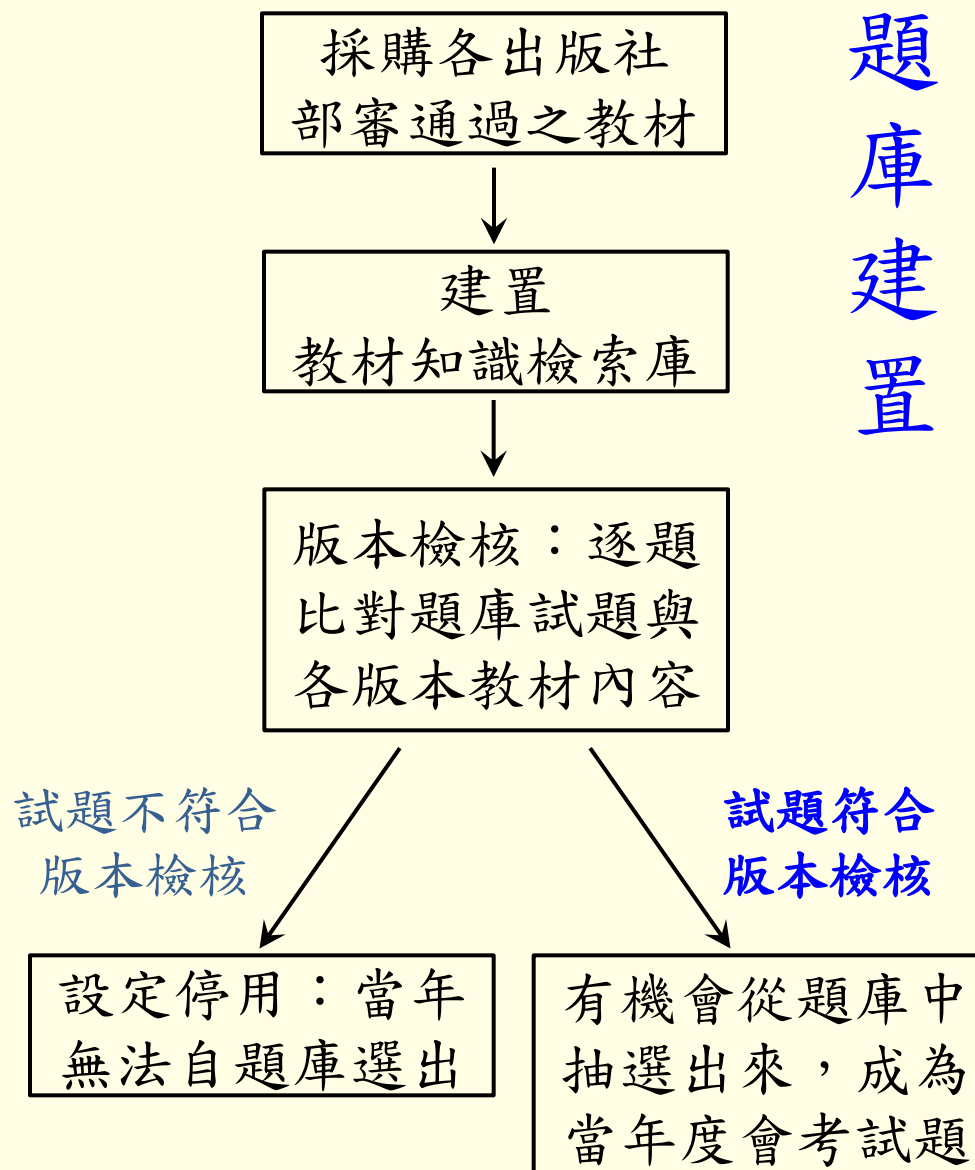 題庫建置
採購各出版社
部審通過之教材
建置
教材知識檢索庫
版本檢核：逐題
比對題庫試題與
各版本教材內容
試題不符合
版本檢核
試題符合
版本檢核
設定停用：當年
無法自題庫選出
有機會從題庫中
抽選出來，成為
當年度會考試題